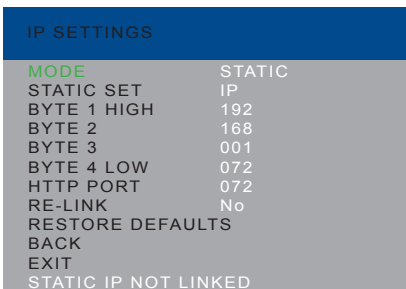 IP SETTINGS
MODE STATIC
STATIC SET IP
BYTE 1 HIGH 192
BYTE 2 168
BYTE 3 001
BYTE 4 LOW 072
HTTP PORT 072
RE-LINK No
RESTORE DEFAULTS
BACK
EXIT
STATIC IP NOT LINKED